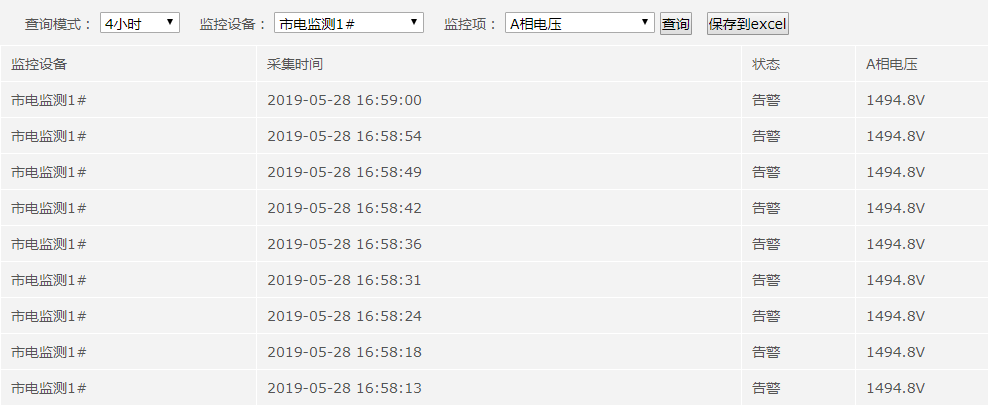 查询模式： 4小时 监控设备： 市电监测1# 监控项： A相电压 查询 保存到excel
监控设备 采集时间 状态 A相电压
市电监测1# 2019-05-28 16:59:00 告警 1494.8V
市电监测1# 2019-05-28 16:58:54 告警 1494.8V
市电监测1# 2019-05-28 16:58:49 告警 1494.8V
市电监测1# 2019-05-28 16:58:42 告警 1494.8V
市电监测1# 2019-05-28 16:58:36 告警 1494.8V
市电监测1# 2019-05-28 16:58:31 告警 1494.8V
市电监测1# 2019-05-28 16:58:24 告警 1494.8V
市电监测1# 2019-05-28 16:58:18 告警 1494.8V
市电监测1# 2019-05-28 16:58:13 告警 1494.8V